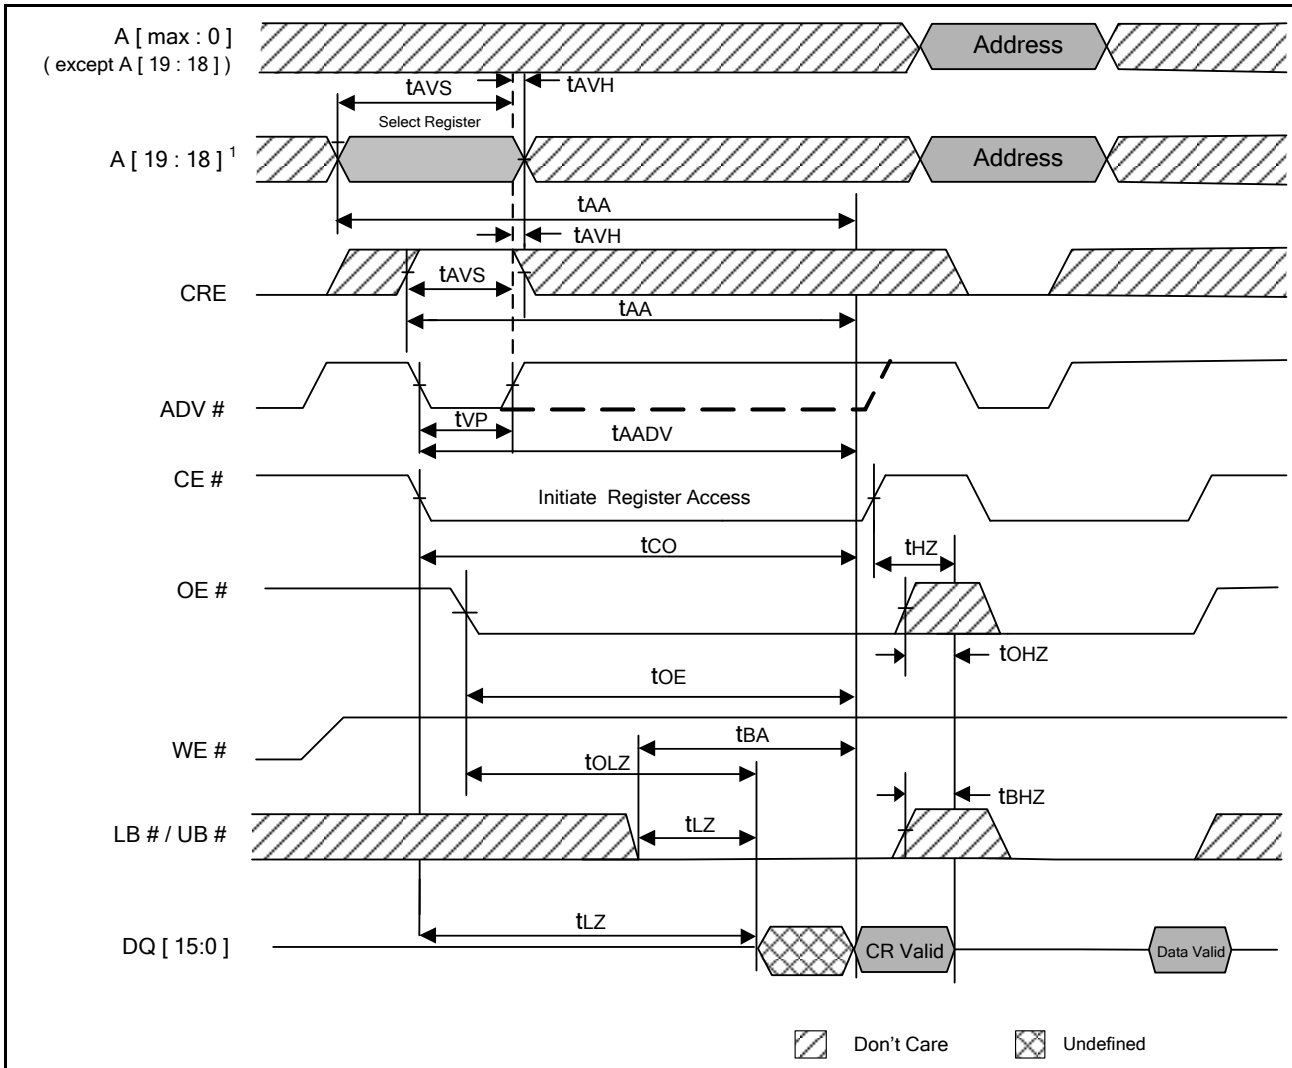 A [ max : 0 ]
( except A [ 19 : 18 ] )
Address
tAVS
tAVH
Select Register
A [ 19 : 18 ] 1
Address
tAA
tAVH
CRE
tAVS
tAA
ADV #
tVP
tAADV
CE #
Initiate Register Access
tCO
tHZ
OE #
tOHZ
tOE
WE #
tBA
tOLZ
tBHZ
LB # / UB #
tLZ
tLZ
DQ [ 15:0 ]
CR Valid
Data Valid
Don't Care
Undefined